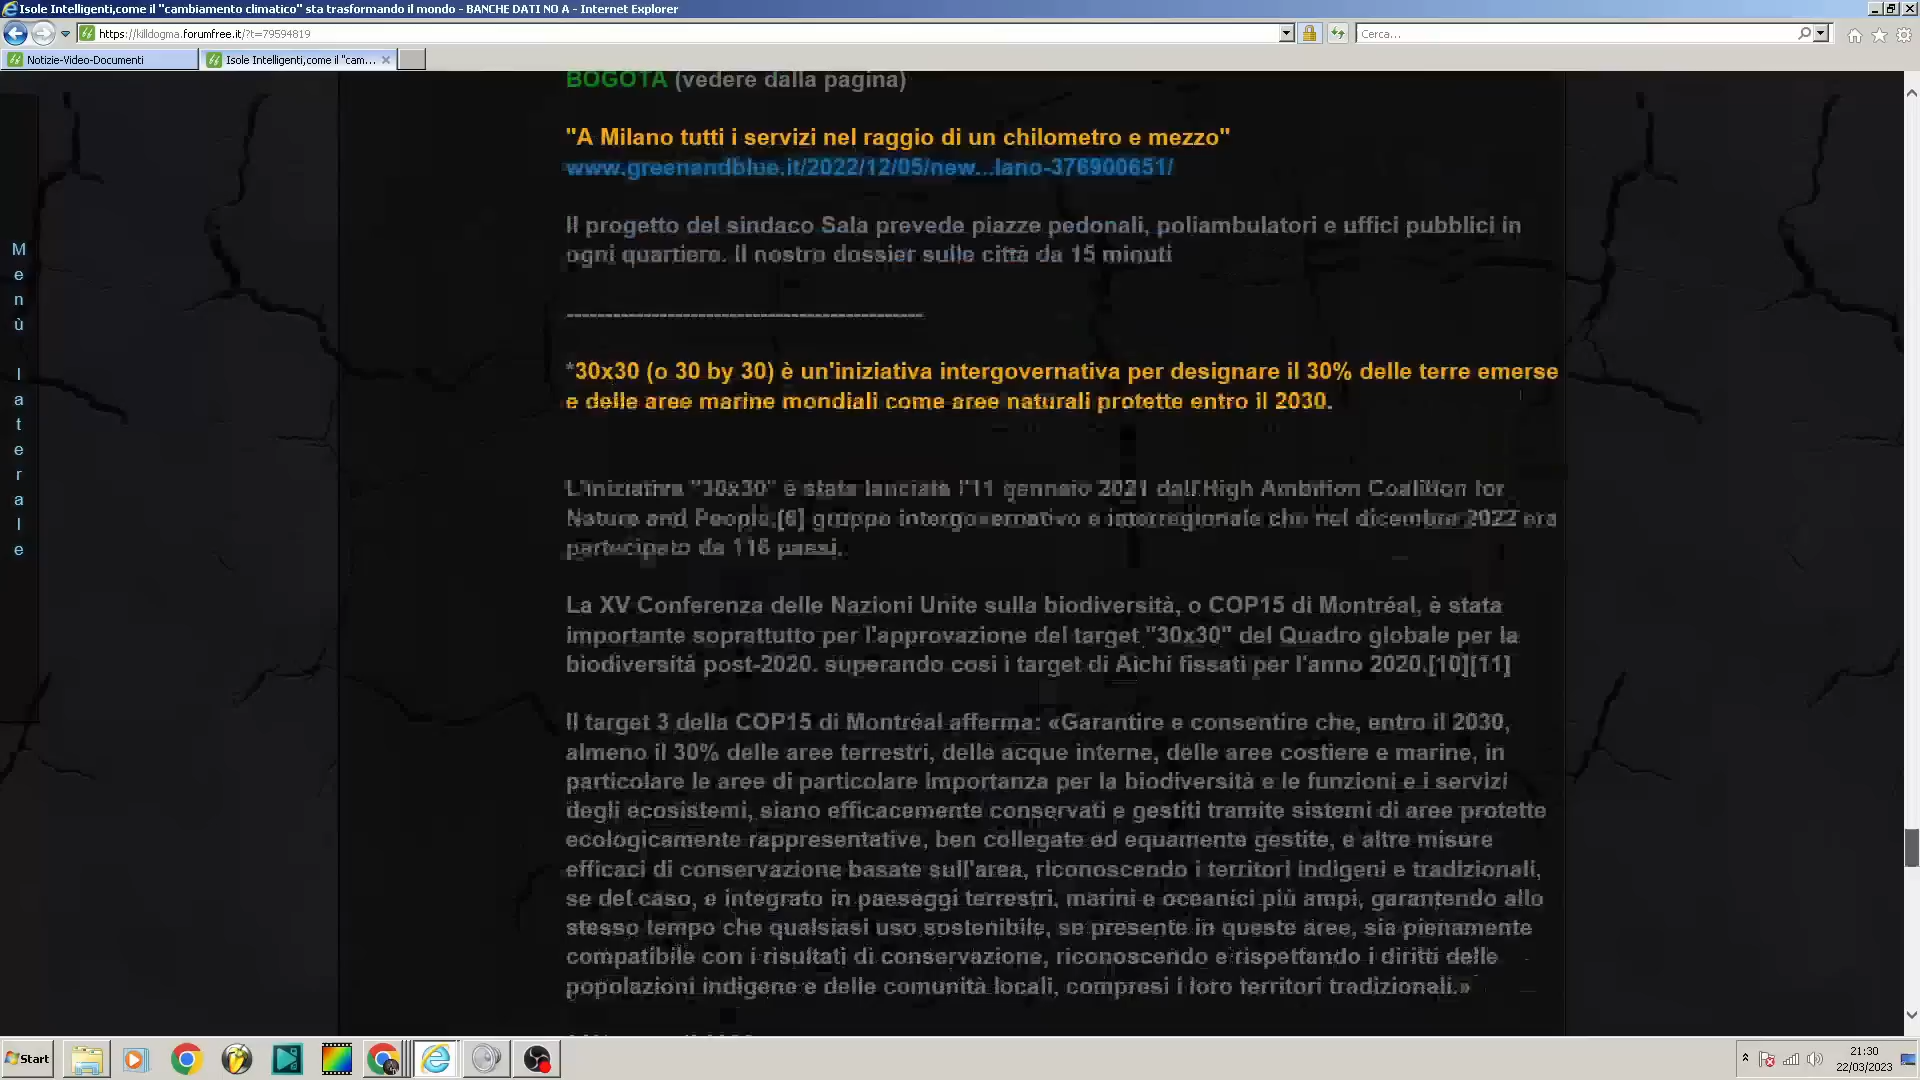 Isole Intelligenti,come il "cambiamento climatico" sta trasformando il mondo - BANCHE DATI NO A - Internet Explorer
https://killdogma.forumfree.it/?t=79594819
Cerca...
Notizie-Video-Documenti
Isole Intelligenti,come il "cam...
Menù laterale
BOGOTA (vedere dalla pagina)
"A Milano tutti i servizi nel raggio di un chilometro e mezzo"
www.greenandblue.it/2022/12/05/new...lano-376900651/
Il progetto del sindaco Sala prevede piazze pedonali, poliambulatori e uffici pubblici in
ogni quartiere. Il nostro dossier sulle città da 15 minuti
----------------------------------------------
*30x30 (o 30 by 30) è un'iniziativa intergovernativa per designare il 30% delle terre emerse
e delle aree marine mondiali come aree naturali protette entro il 2030.
L'iniziativa "30x30" è stata lanciata l'11 gennaio 2021 dall'High Ambition Coalition for
Nature and People,[6] gruppo intergovernativo e interregionale che nel dicembre 2022 era
partecipato da 116 paesi.
La XV Conferenza delle Nazioni Unite sulla biodiversità, o COP15 di Montréal, è stata
importante soprattutto per l'approvazione del target "30x30" del Quadro globale per la
biodiversità post-2020. superando così i target di Aichi fissati per l'anno 2020.[10][11]
Il target 3 della COP15 di Montréal afferma: «Garantire e consentire che, entro il 2030,
almeno il 30% delle aree terrestri, delle acque interne, delle aree costiere e marine, in
particolare le aree di particolare importanza per la biodiversità e le funzioni e i servizi
degli ecosistemi, siano efficacemente conservati e gestiti tramite sistemi di aree protette
ecologicamente rappresentative, ben collegate ed equamente gestite, e altre misure
efficaci di conservazione basate sull'area, riconoscendo i territori indigeni e tradizionali,
se del caso, e integrato in paesaggi terrestri, marini e oceanici più ampi, garantendo allo
stesso tempo che qualsiasi uso sostenibile, se presente in queste aree, sia pienamente
compatibile con i risultati di conservazione, riconoscendo e rispettando i diritti delle
popolazioni indigene e delle comunità locali, compresi i loro territori tradizionali.»
Start
21:30
22/03/2023